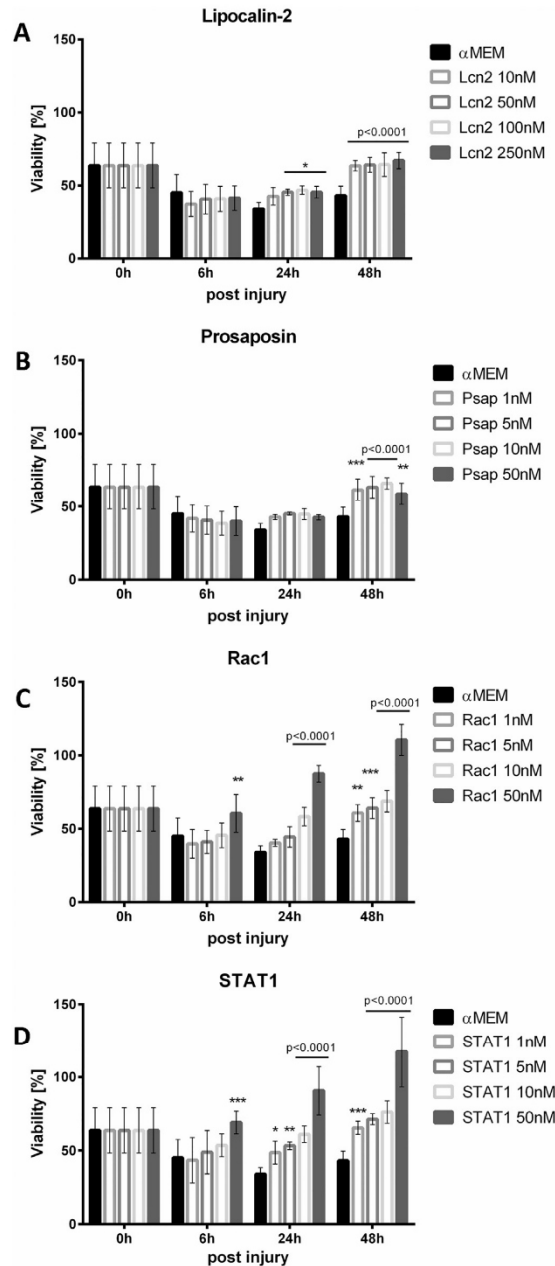 A
Lipocalin-2
Viability [%]
150
100
50
0
*
p<0.0001
0h 6h 24h 48h
post injury
αMEM
Lcn2 10nM
Lcn2 50nM
Lcn2 100nM
Lcn2 250nM
B
Prosaposin
Viability [%]
150
100
50
0
***
p<0.0001
**
0h 6h 24h 48h
post injury
αMEM
Psap 1nM
Psap 5nM
Psap 10nM
Psap 50nM
C
Rac1
Viability [%]
150
100
50
0
**
p<0.0001
**
***
p<0.0001
0h 6h 24h 48h
post injury
αMEM
Rac1 1nM
Rac1 5nM
Rac1 10nM
Rac1 50nM
D
STAT1
Viability [%]
150
100
50
0
***
* **
p<0.0001
***
p<0.0001
0h 6h 24h 48h
post injury
αMEM
STAT1 1nM
STAT1 5nM
STAT1 10nM
STAT1 50nM